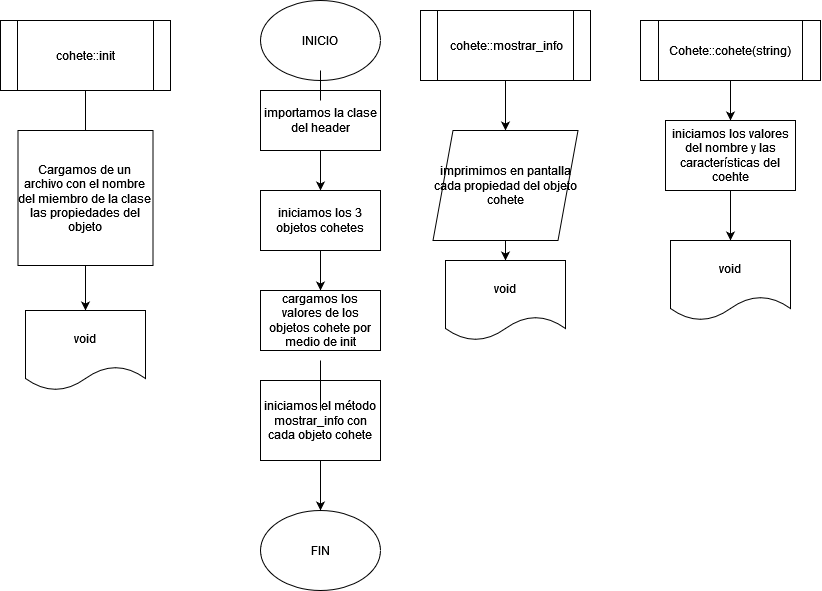 cohete::init
Cargamos de un
archivo con el nombre
del miembro de la clase
las propiedades del
objeto
void
INICIO
importamos la clase
del header
iniciamos los 3
objetos cohetes
cargamos los
valores de los
objetos cohete por
medio de init
iniciamos el método
mostrar_info con
cada objeto cohete
FIN
cohete::mostrar_info
imprimimos en pantalla
cada propiedad del objeto
cohete
void
Cohete::cohete(string)
iniciamos los valores
del nombre y las
características del
coehte
void